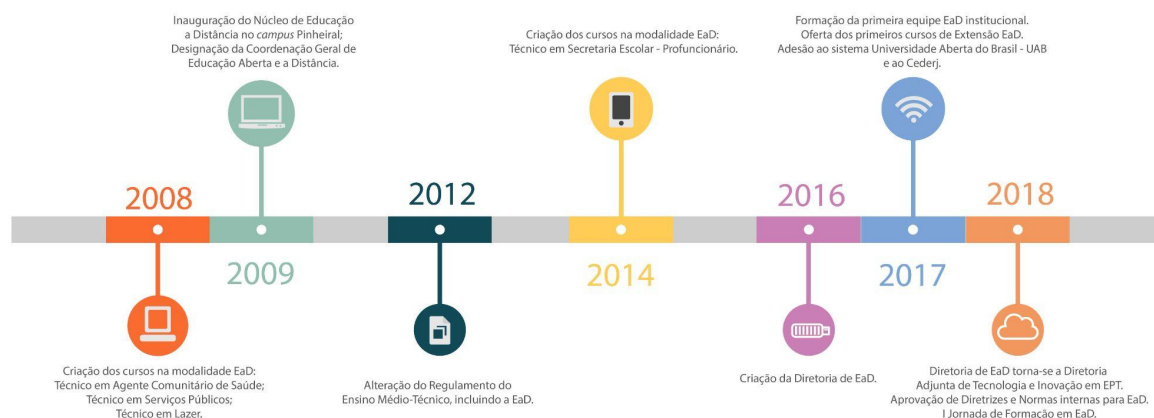 Inauguração do Núcleo de Educação
a Distância no campus Pinheiral;
Designação da Coordenação Geral de
Educação Aberta e a Distância.
Criação dos cursos na modalidade EaD:
Técnico em Secretaria Escolar - Profuncionário.
Formação da primeira equipe EaD institucional.
Oferta dos primeiros cursos de Extensão EaD.
Adesão ao sistema Universidade Aberta do Brasil - UAB
e ao Cederj.
2008
2012
2016
2018
2009
2014
2017
Criação dos cursos na modalidade EaD:
Técnico em Agente Comunitário de Saúde;
Técnico em Serviços Públicos;
Técnico em Lazer.
Alteração do Regulamento do
Ensino Médio-Técnico, incluindo a EaD.
Criação da Diretoria de EaD.
Diretoria de EaD torna-se a Diretoria
Adjunta de Tecnologia e Inovação em EPT.
Aprovação de Diretrizes e Normas internas para EaD.
I Jornada de Formação em EaD.